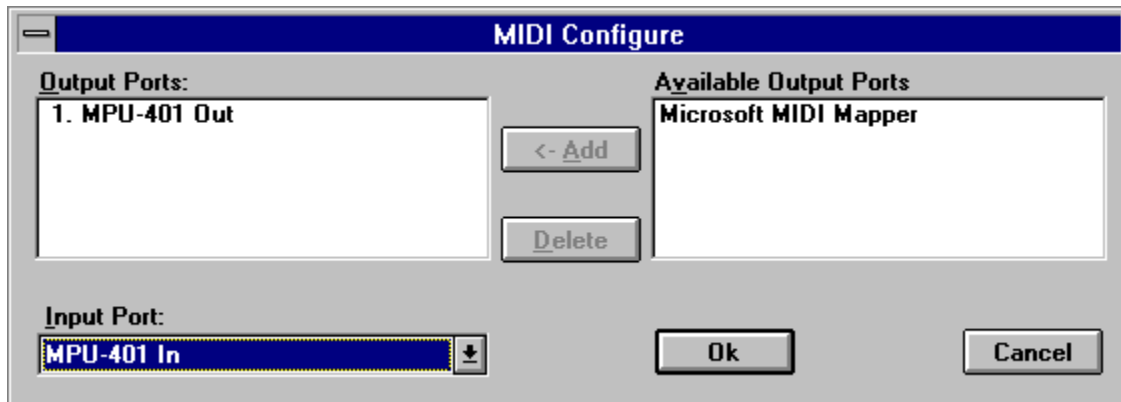 MIDI Configure
Output Ports:
1. MPU-401 Out
<- Add
Delete
Available Output Ports
Microsoft MIDI Mapper
Input Port:
MPU-401 In
Ok
Cancel